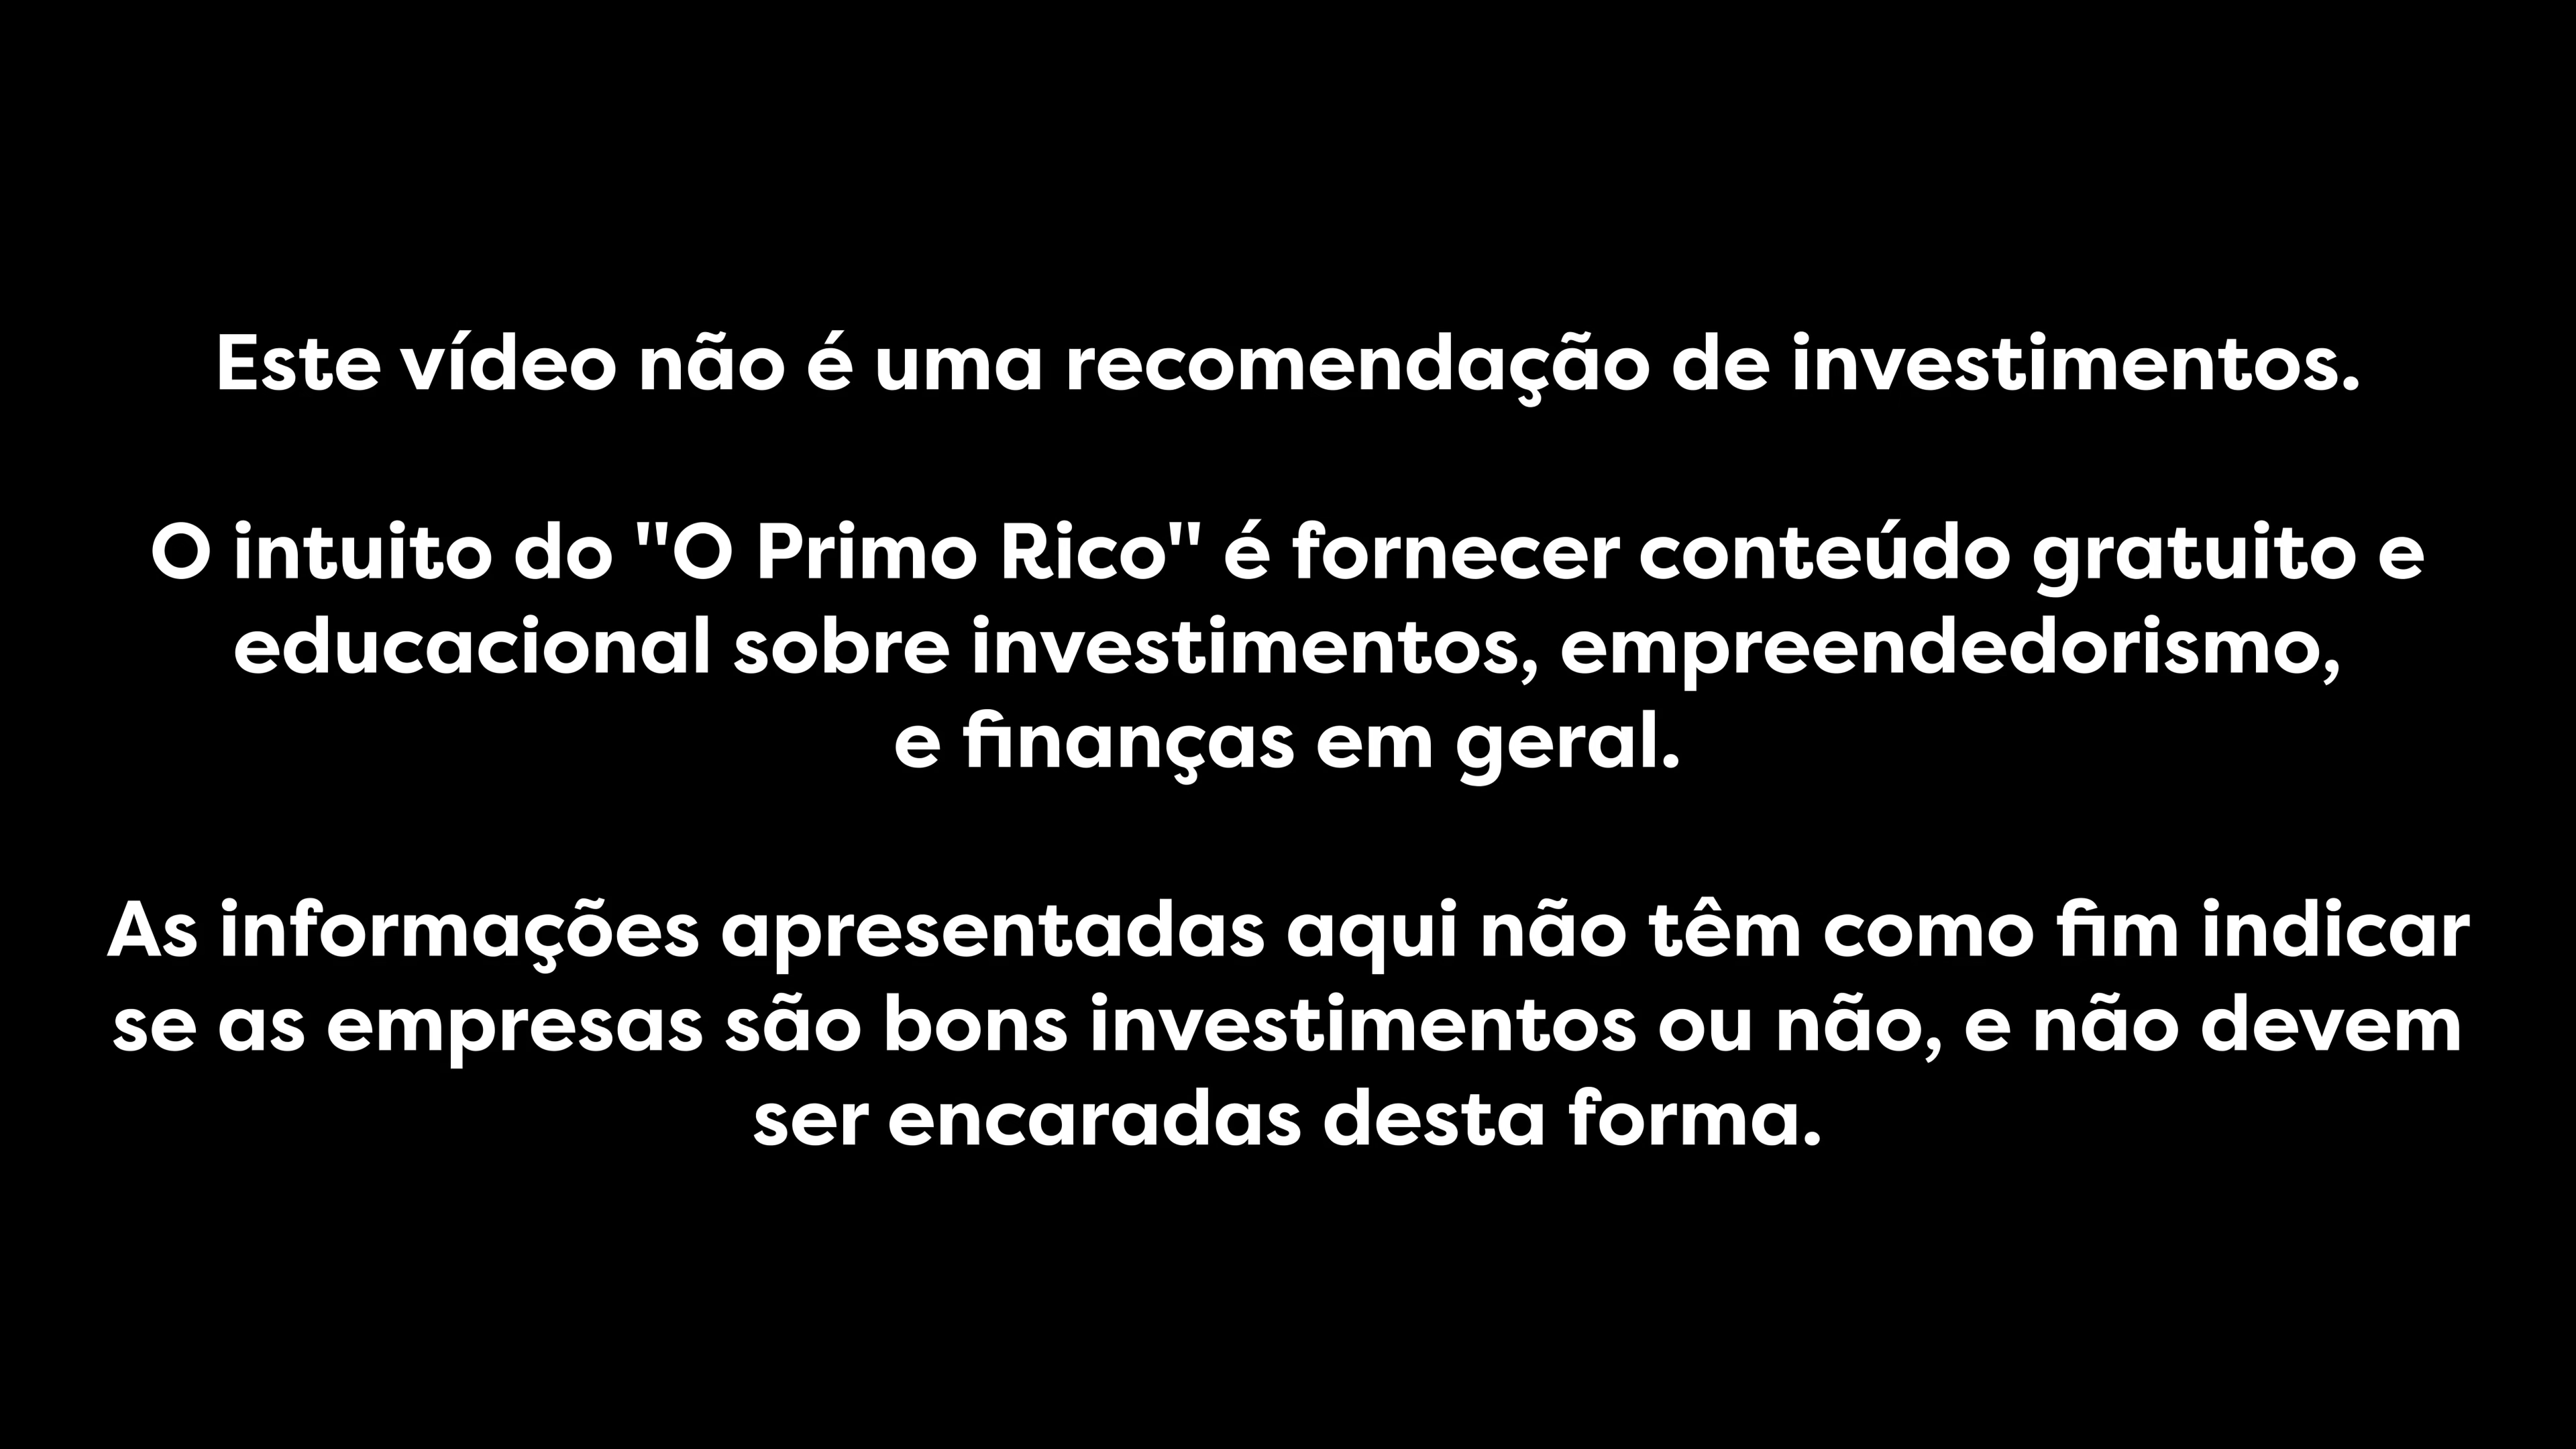 Este vídeo não é uma recomendação de investimentos.
O intuito do "O Primo Rico" é fornecer conteúdo gratuito e
educacional sobre investimentos, empreendedorismo,
e finanças em geral.
As informações apresentadas aqui não têm como fim indicar
se as empresas são bons investimentos ou não, e não devem
ser encaradas desta forma.